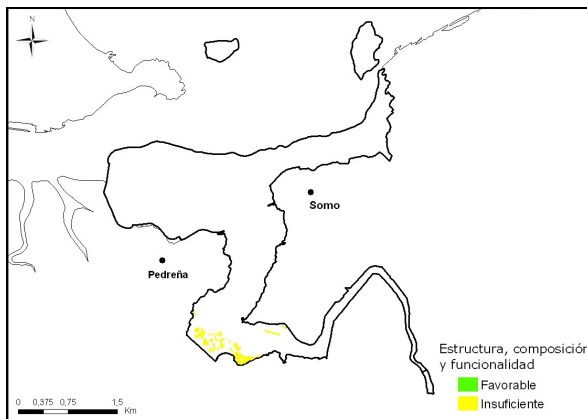 N
Somo
Pedreña
Estructura, composición
y funcionalidad
Favorable
Insuficiente
0 0,375 0,75 1,5
Km